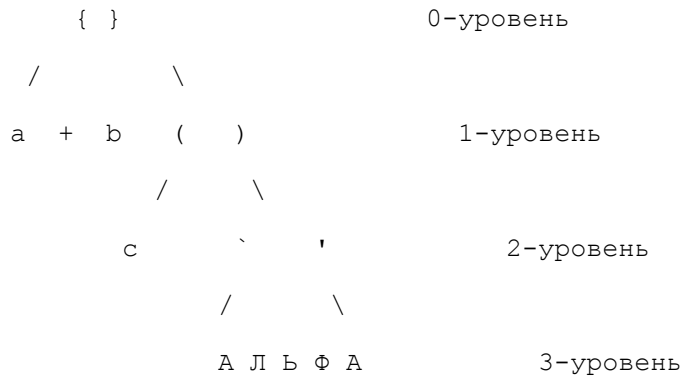 { } 0-уровень
/ \
a + b ( ) 1-уровень
/ \
c ` ' 2-уровень
/ \
А Л Ь Ф А 3-уровень